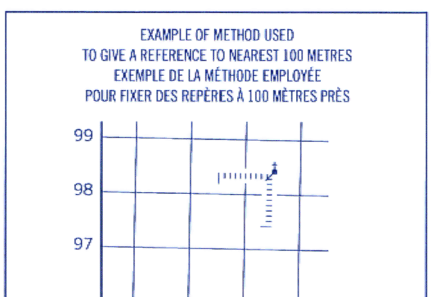 EXAMPLE OF METHOD USED
TO GIVE A REFERENCE TO NEAREST 100 METRES
EXEMPLE DE LA MÉTHODE EMPLOYÉE
POUR FIXER DES REPÈRES À 100 MÈTRES PRÈS
99
98
97